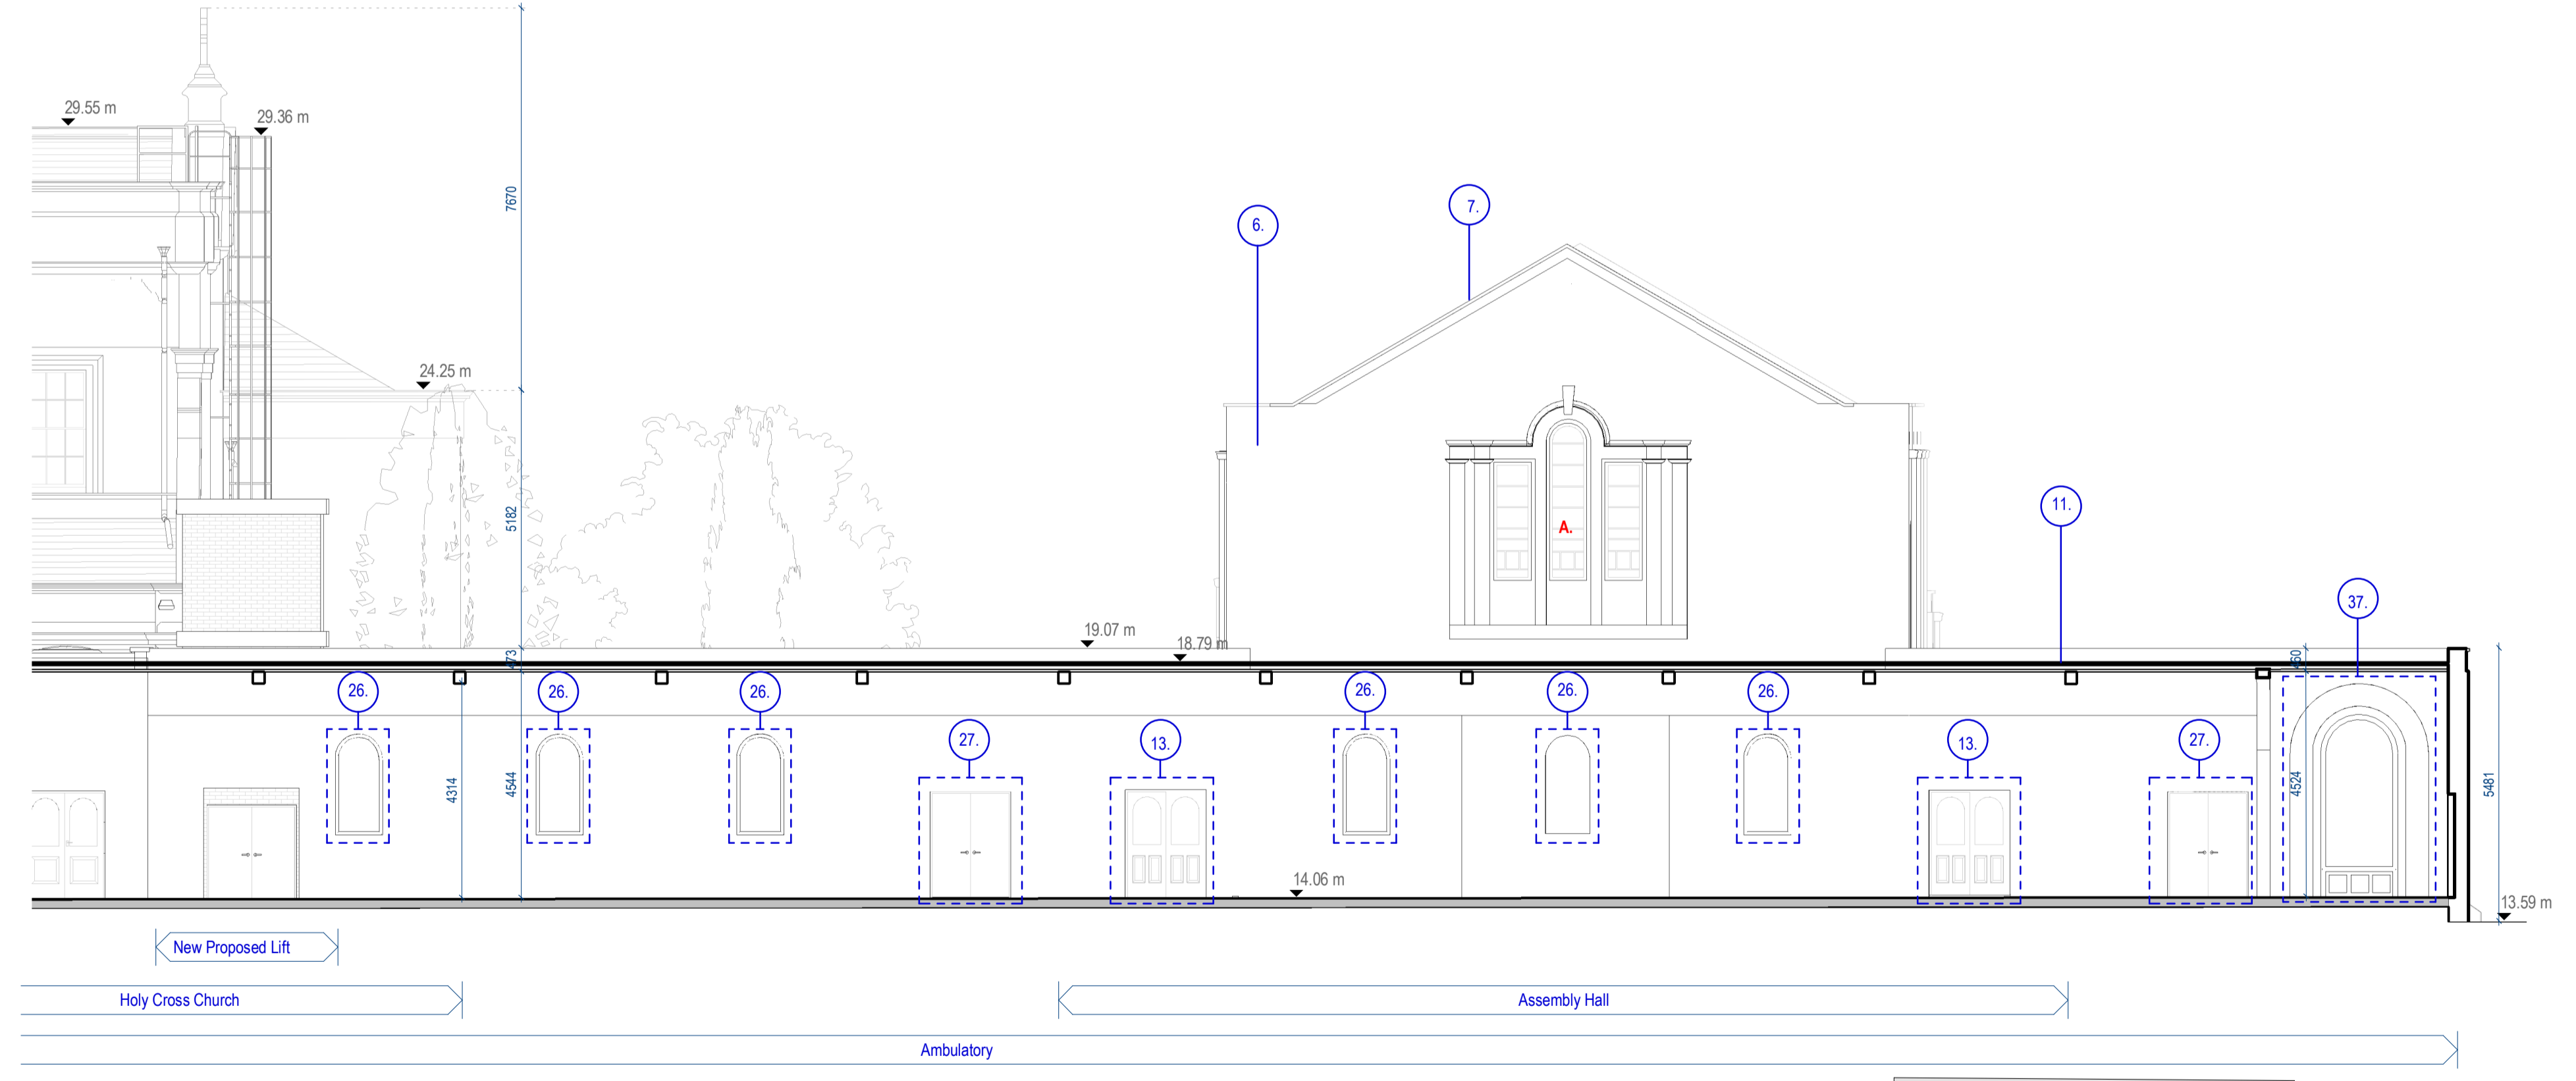 29.55 m
29.36 m
7670
6.
7.
24.25 m
5182
A.
11.
37.
19.07 m
18.79 m
473
26.
26.
26.
26.
26.
26.
27.
13.
13.
27.
4314
4544
4524
5481
14.06 m
13.59 m
New Proposed Lift
Holy Cross Church
Assembly Hall
Ambulatory